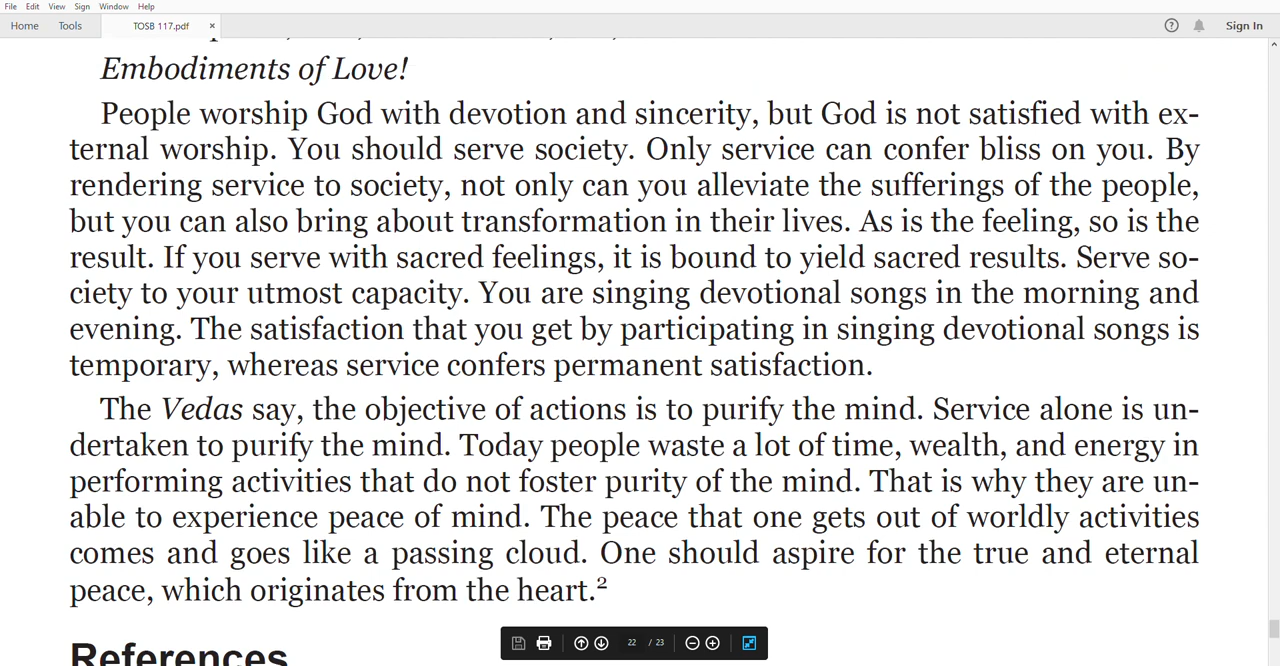 File Edit View Sign Window Help
Home Tools TOSB 117.pdf × Sign In
Embodiments of Love!
People worship God with devotion and sincerity, but God is not satisfied with ex-
ternal worship. You should serve society. Only service can confer bliss on you. By
rendering service to society, not only can you alleviate the sufferings of the people,
but you can also bring about transformation in their lives. As is the feeling, so is the
result. If you serve with sacred feelings, it is bound to yield sacred results. Serve so-
ciety to your utmost capacity. You are singing devotional songs in the morning and
evening. The satisfaction that you get by participating in singing devotional songs is
temporary, whereas service confers permanent satisfaction.
The Vedas say, the objective of actions is to purify the mind. Service alone is un-
dertaken to purify the mind. Today people waste a lot of time, wealth, and energy in
performing activities that do not foster purity of the mind. That is why they are un-
able to experience peace of mind. The peace that one gets out of worldly activities
comes and goes like a passing cloud. One should aspire for the true and eternal
peace, which originates from the heart.²
22 / 23
References